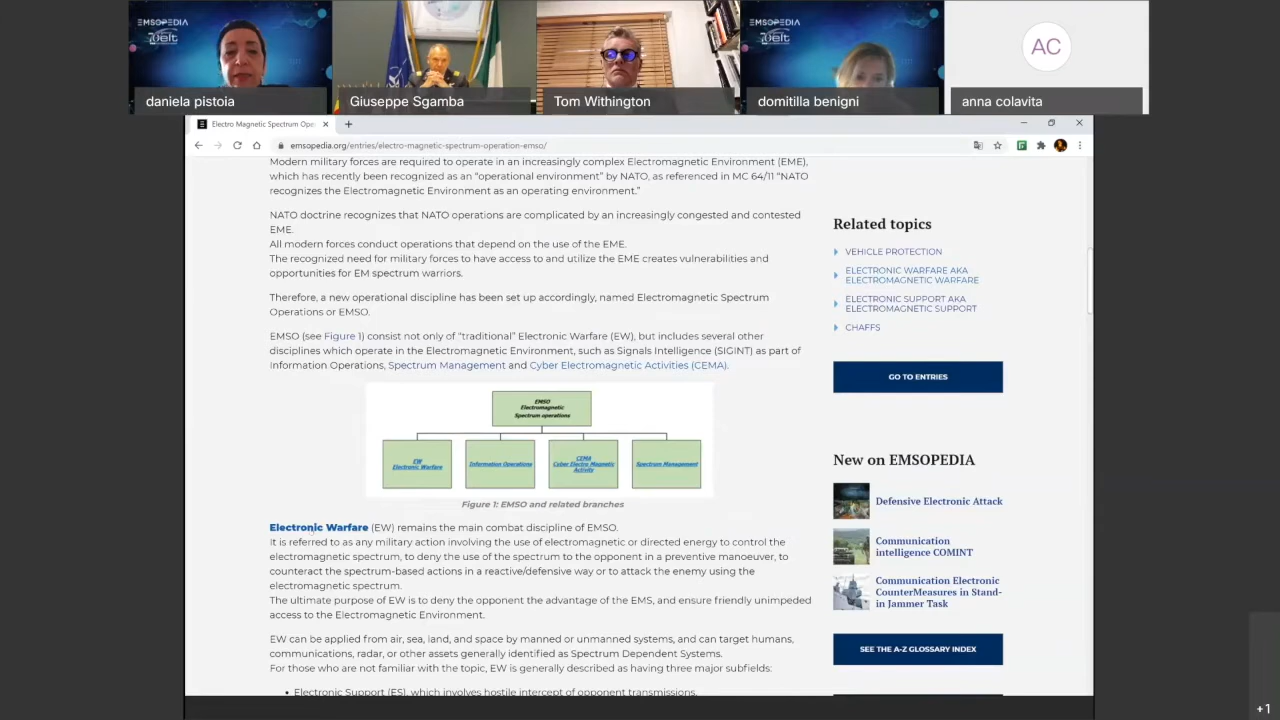 EMSOPEDIA
elt
daniela pistoia
Giuseppe Sgamba
Tom Withington
EMSOPEDIA
elt
domitilla benigni
AC
anna colavita
Electro Magnetic Spectrum Ope
emsopedia.org/entries/electro-magnetic-spectrum-operation-emso/
Modern military forces are required to operate in an increasingly complex Electromagnetic Environment (EME),
which has recently been recognized as an "operational environment" by NATO, as referenced in MC 64/11 "NATO
recognizes the Electromagnetic Environment as an operating environment."
NATO doctrine recognizes that NATO operations are complicated by an increasingly congested and contested
EME.
All modern forces conduct operations that depend on the use of the EME.
The recognized need for military forces to have access to and utilize the EME creates vulnerabilities and
opportunities for EM spectrum warriors.
Therefore, a new operational discipline has been set up accordingly, named Electromagnetic Spectrum
Operations or EMSO.
EMSO (see Figure 1) consist not only of "traditional" Electronic Warfare (EW), but includes several other
disciplines which operate in the Electromagnetic Environment, such as Signals Intelligence (SIGINT) as part of
Information Operations, Spectrum Management and Cyber Electromagnetic Activities (CEMA).
EMSO
Electromagnetic
Spectrum operations
EW
Electronic Warfare
Information Operations
CEMA
Cyber Electro Magnetic
Activity
Spectrum Management
Figure 1: EMSO and related branches
Electronic Warfare (EW) remains the main combat discipline of EMSO.
It is referred to as any military action involving the use of electromagnetic or directed energy to control the
electromagnetic spectrum, to deny the use of the spectrum to the opponent in a preventive manoeuver, to
counteract the spectrum-based actions in a reactive/defensive way or to attack the enemy using the
electromagnetic spectrum.
The ultimate purpose of EW is to deny the opponent the advantage of the EMS, and ensure friendly unimpeded
access to the Electromagnetic Environment.
EW can be applied from air, sea, land, and space by manned or unmanned systems, and can target humans,
communications, radar, or other assets generally identified as Spectrum Dependent Systems.
For those who are not familiar with the topic, EW is generally described as having three major subfields:
• Electronic Support (ES), which involves hostile intercept of opponent transmissions.
Related topics
VEHICLE PROTECTION
ELECTRONIC WARFARE AKA
ELECTROMAGNETIC WARFARE
ELECTRONIC SUPPORT AKA
ELECTROMAGNETIC SUPPORT
CHAFFS
GO TO ENTRIES
New on EMSOPEDIA
Defensive Electronic Attack
Communication
intelligence COMINT
Communication Electronic
CounterMeasures in Stand-
in Jammer Task
SEE THE A-Z GLOSSARY INDEX
+1